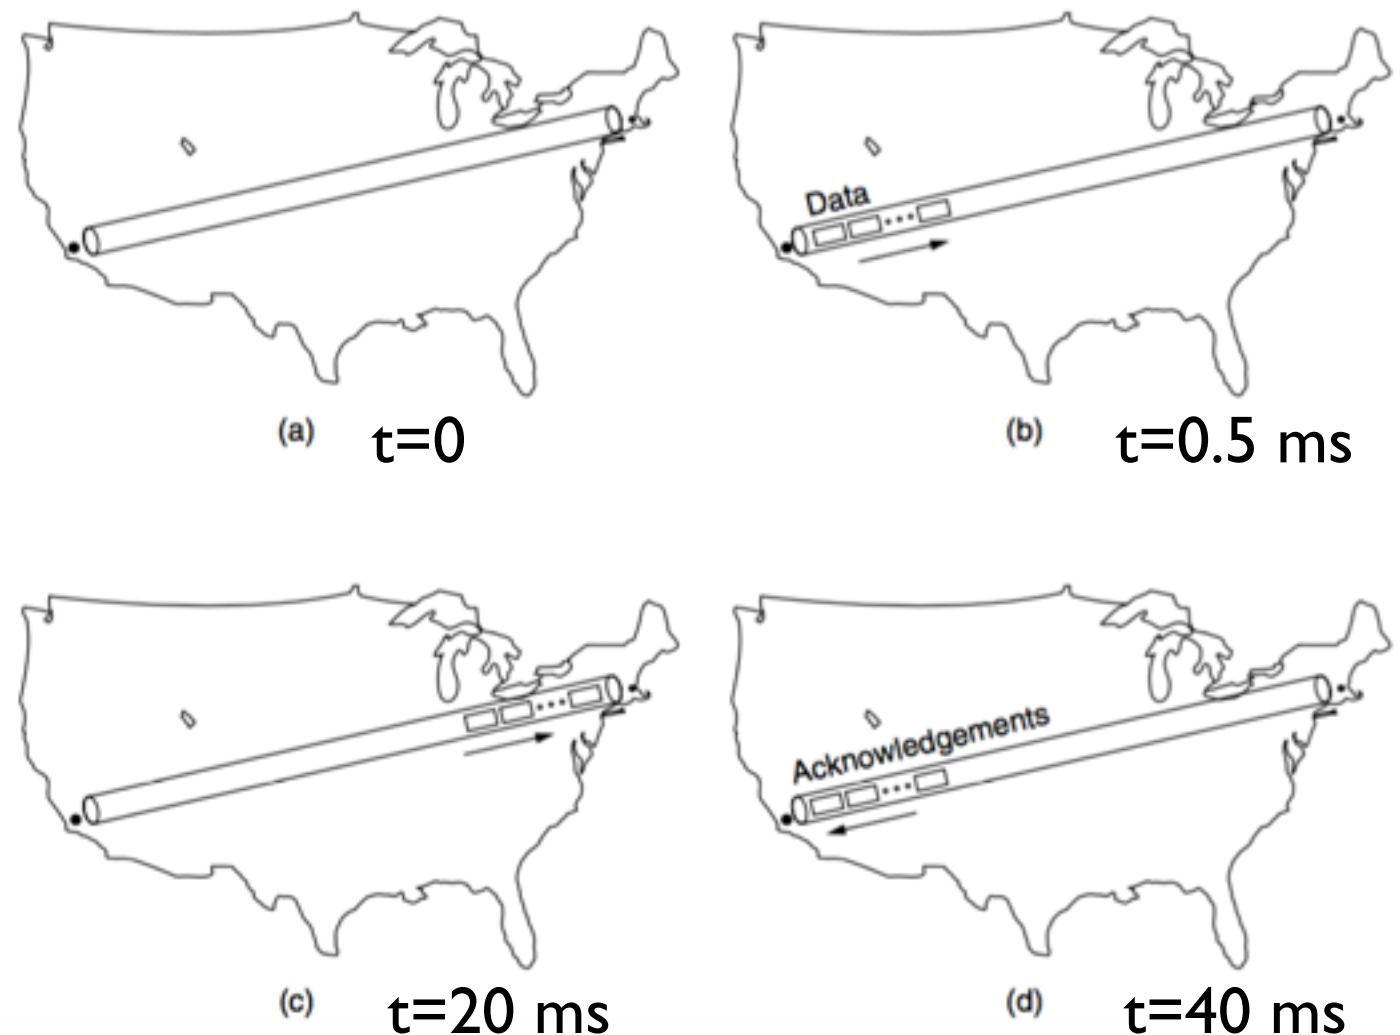 (a) t=0
Data
(b) t=0.5 ms
(c) t=20 ms
Acknowledgements
(d) t=40 ms